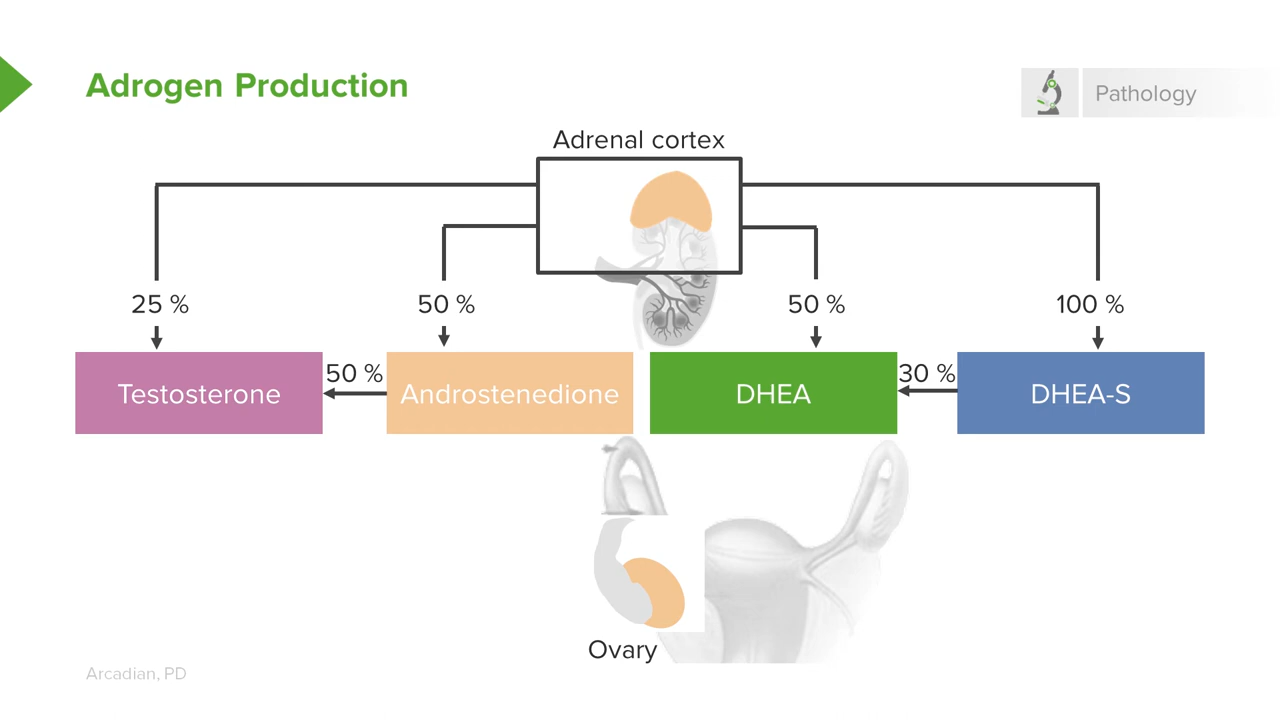 Adrogen Production
Pathology
Adrenal cortex
25 %
50 %
50 %
100 %
Testosterone
50 %
Androstenedione
DHEA
30 %
DHEA-S
Ovary
Arcadian, PD